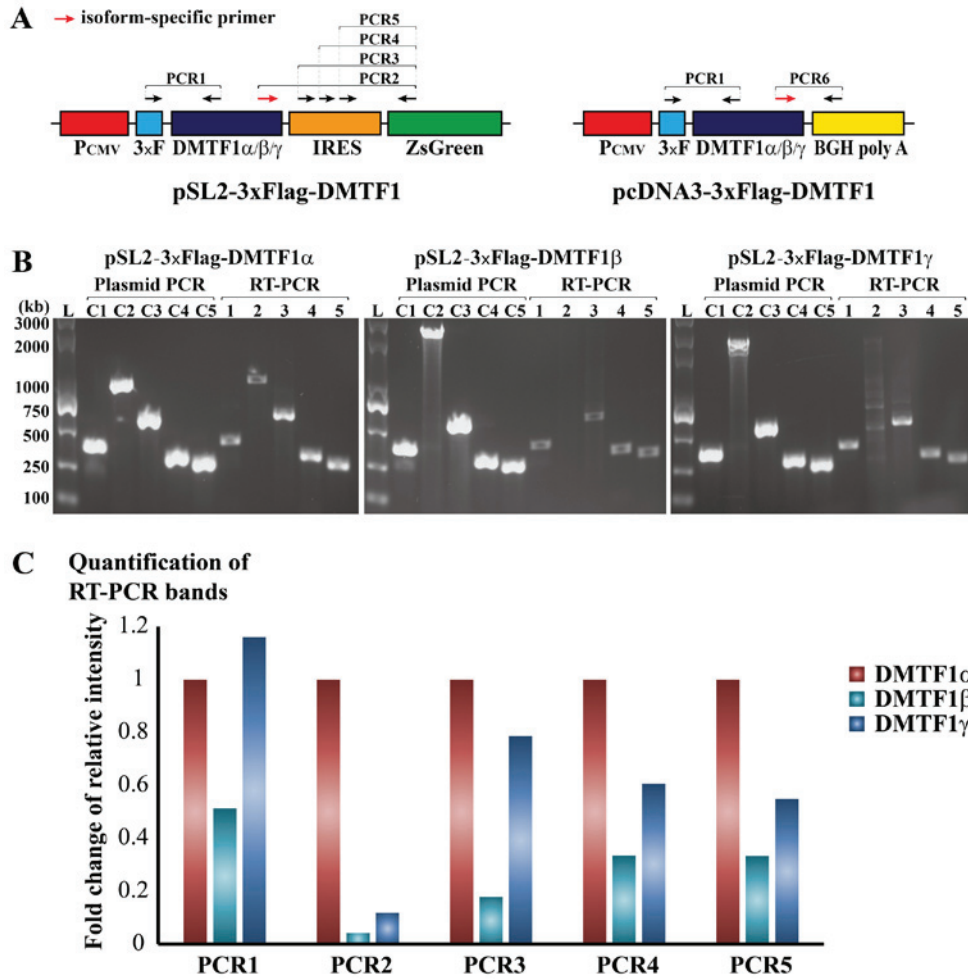 A
isoform-specific primer
PCR5
PCR4
PCR3
PCR1
PCR2
PCMV 3xF DMTF1α/β/γ IRES ZsGreen
pSL2-3xFlag-DMTF1
PCR1 PCR6
PCMV 3xF DMTF1α/β/γ BGH poly A
pcDNA3-3xFlag-DMTF1
B
pSL2-3xFlag-DMTF1α pSL2-3xFlag-DMTF1β pSL2-3xFlag-DMTF1γ
Plasmid PCR RT-PCR Plasmid PCR RT-PCR Plasmid PCR RT-PCR
(kb) L C1 C2 C3 C4 C5 1 2 3 4 5 L C1 C2 C3 C4 C5 1 2 3 4 5 L C1 C2 C3 C4 C5 1 2 3 4 5
3000
2000
1000
750
500
250
100
C Quantification of
RT-PCR bands
Fold change of relative intensity
1.2
1
0.8
0.6
0.4
0.2
0
PCR1 PCR2 PCR3 PCR4 PCR5
DMTF1α
DMTF1β
DMTF1γ